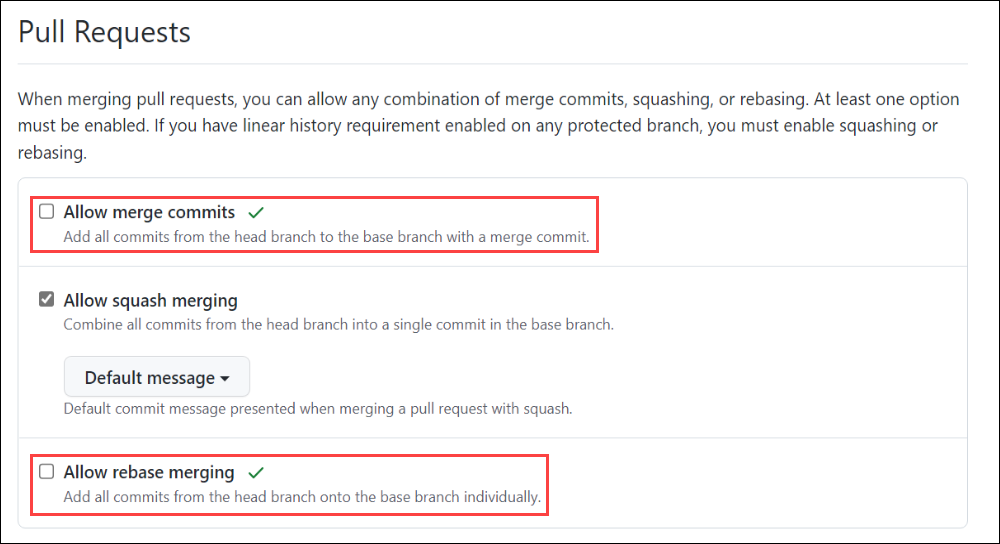 Pull Requests
When merging pull requests, you can allow any combination of merge commits, squashing, or rebasing. At least one option
must be enabled. If you have linear history requirement enabled on any protected branch, you must enable squashing or
rebasing.
Allow merge commits
Add all commits from the head branch to the base branch with a merge commit.
Allow squash merging
Combine all commits from the head branch into a single commit in the base branch.
Default message
Default commit message presented when merging a pull request with squash.
Allow rebase merging
Add all commits from the head branch onto the base branch individually.